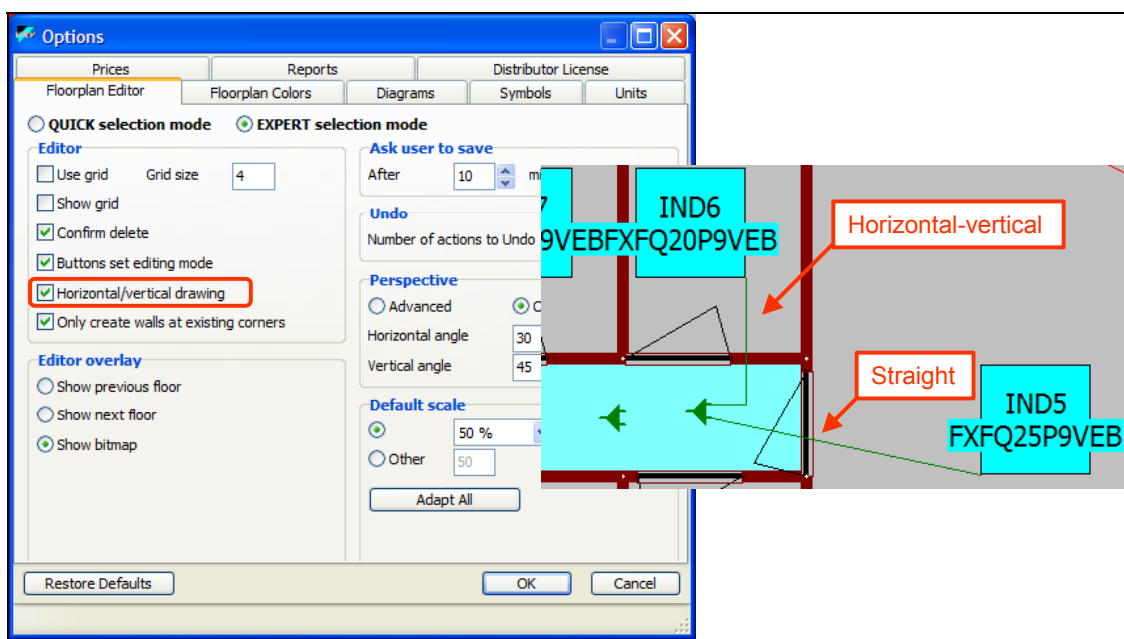 Options
Prices
Reports
Distributor License
Floorplan Editor
Floorplan Colors
Diagrams
Symbols
Units
QUICK selection mode
EXPERT selection mode
Editor
Use grid
Grid size
4
Show grid
Confirm delete
Buttons set editing mode
Horizontal/vertical drawing
Only create walls at existing corners
Editor overlay
Show previous floor
Show next floor
Show bitmap
Ask user to save
After
10
Undo
Number of actions to Undo
Perspective
Advanced
Horizontal angle
30
Vertical angle
45
Default scale
50 %
Other
50
Adapt All
Restore Defaults
OK
Cancel
7
9VEB
IND6
FXFQ20P9VEB
Horizontal-vertical
Straight
IND5
FXFQ25P9VEB